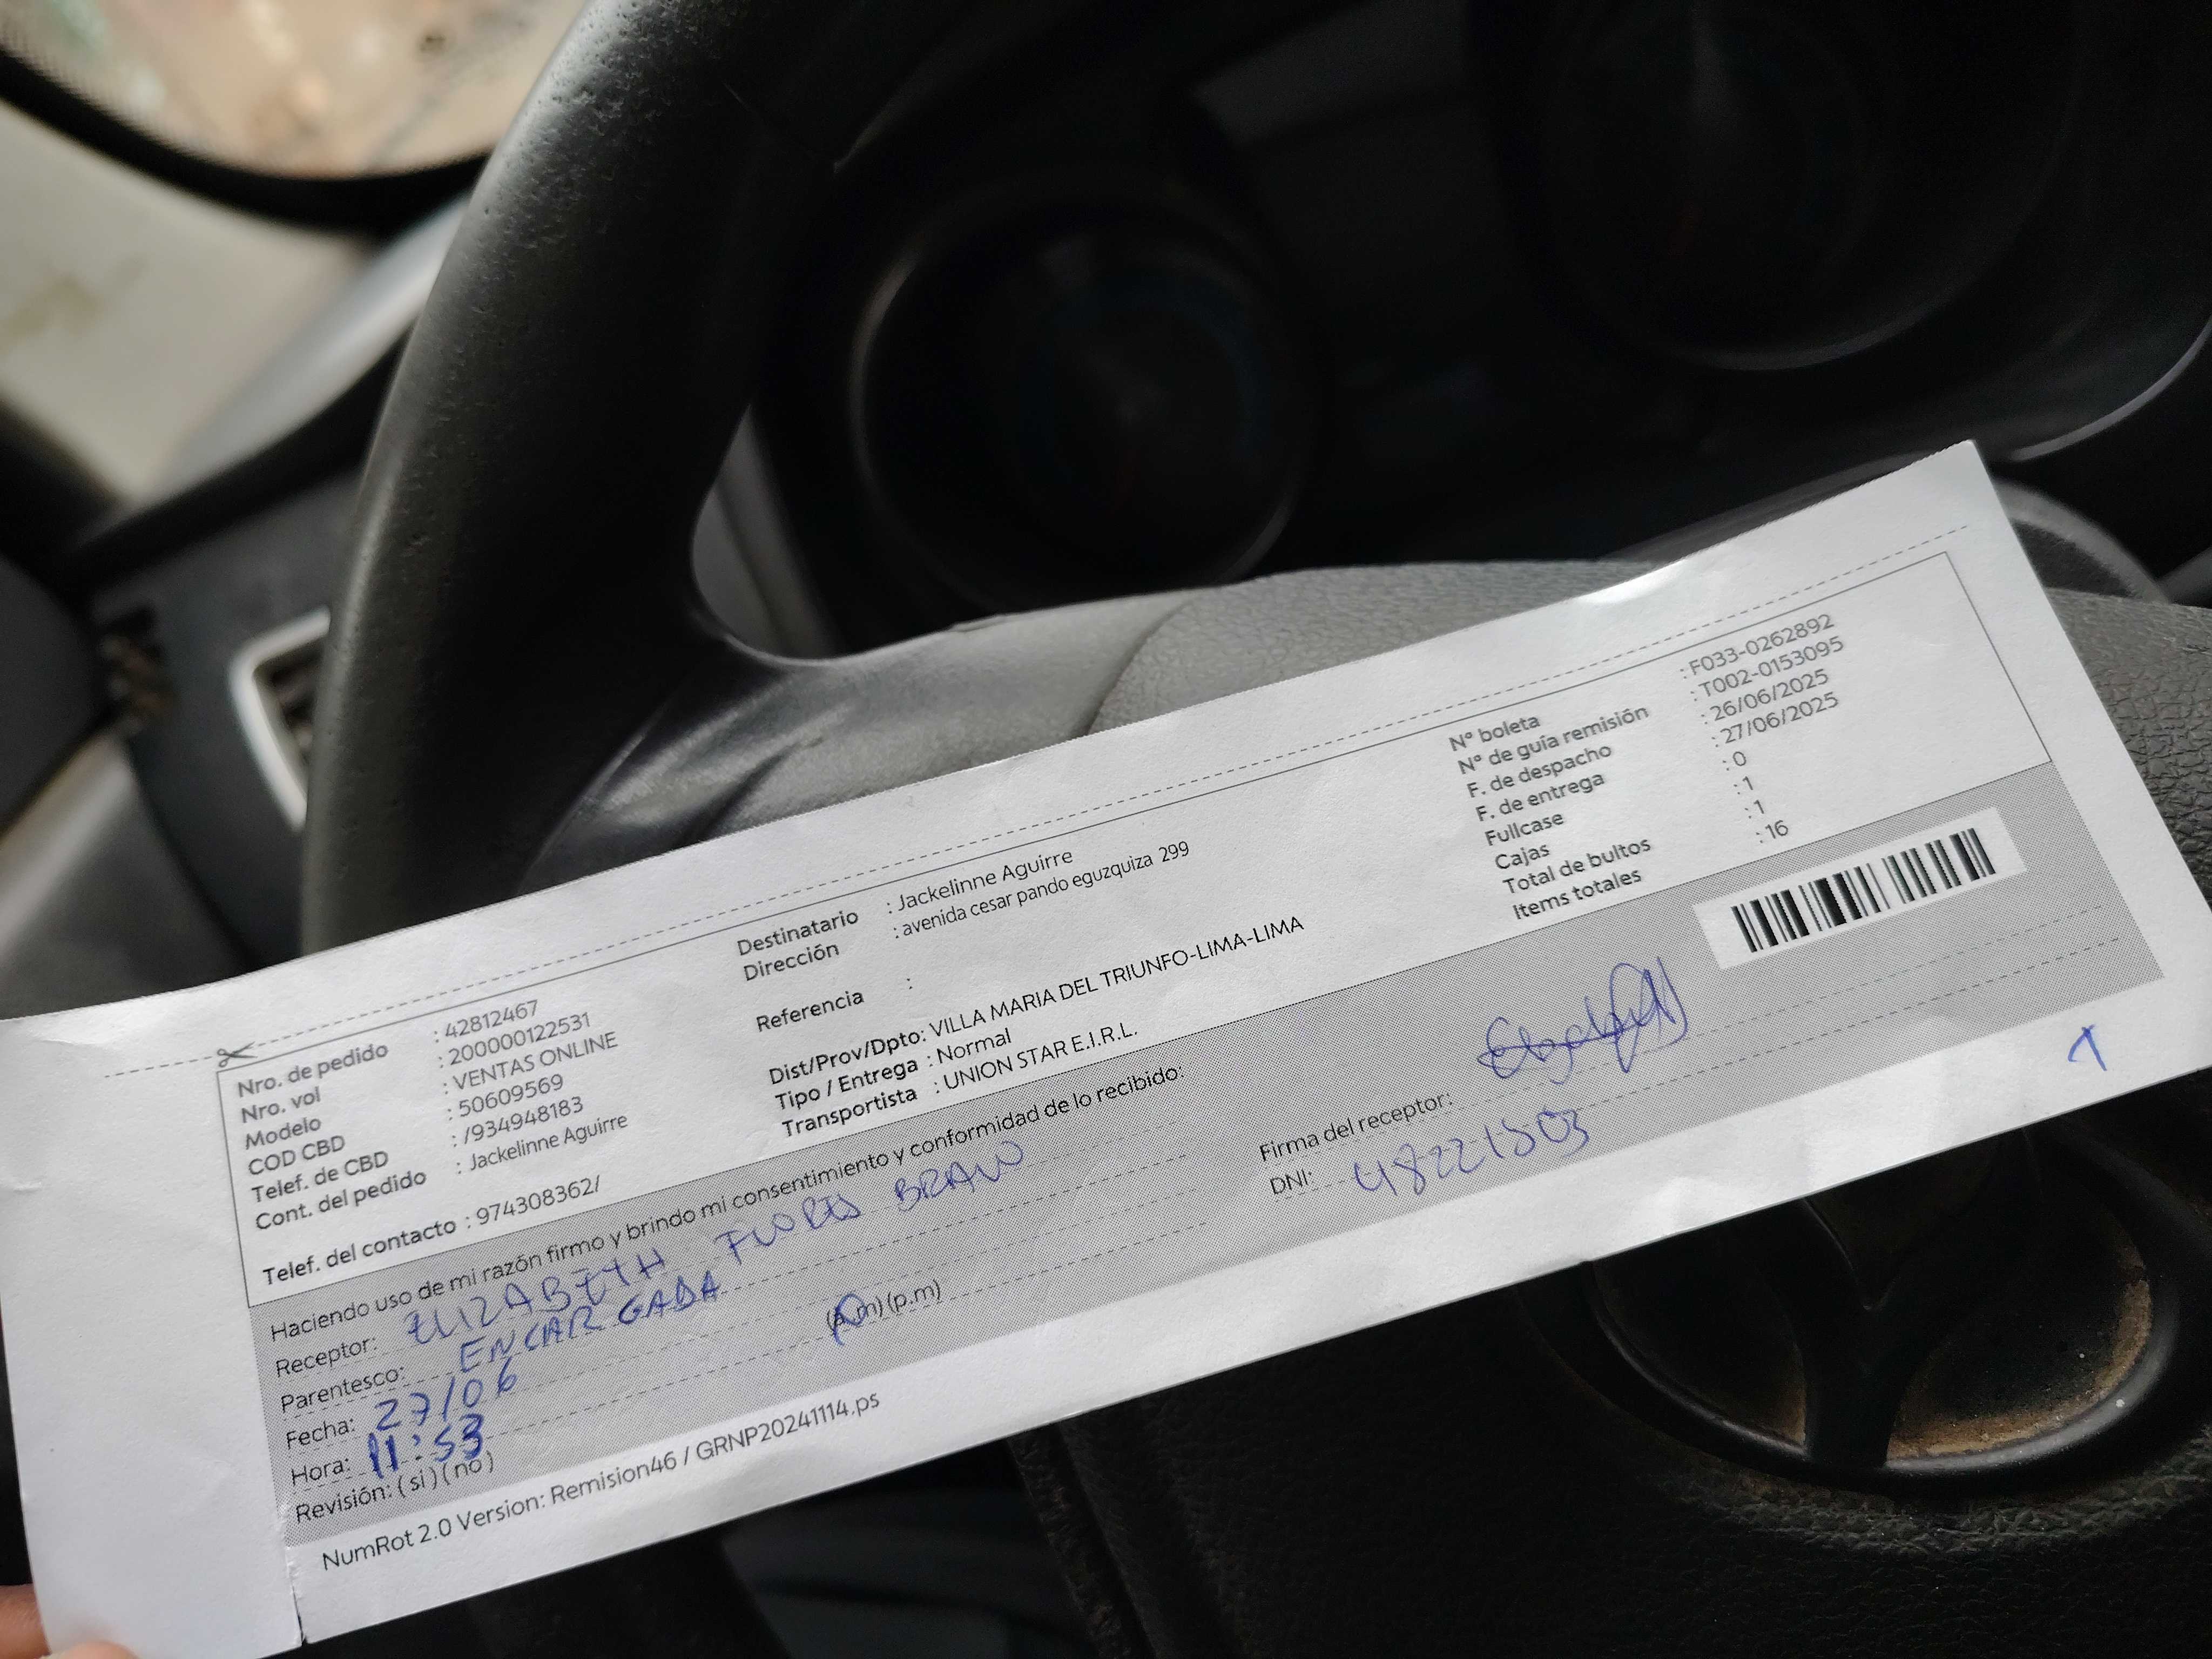 Nro. de pedido : 42812467
Nro. vol : 200000122531
Modelo : VENTAS ONLINE
COD CBD : 50609569
Telef. de CBD : /934948183
Cont. del pedido : Jackelinne Aguirre
Telef. del contacto : 974308362/
Destinatario : Jackelinne Aguirre
Dirección : avenida cesar pando eguzquiza 299
Referencia :
Dist/Prov/Dpto: VILLA MARIA DEL TRIUNFO-LIMA-LIMA
Tipo / Entrega : Normal
Transportista : UNION STAR E.I.R.L.
N° boleta : F033-0262892
N° de guía remisión : T002-0153095
F. de despacho : 26/06/2025
F. de entrega : 27/06/2025
Fullcase : 0
Cajas : 1
Total de bultos : 1
Items totales : 16
Haciendo uso de mi razón firmo y brindo mi consentimiento y conformidad de lo recibido:
Receptor: ELIZABETH FLORES BRAVO
Parentesco: ENCARGADA
Fecha: 27/06
Hora: 11:53 (a.m) (p.m)
Revisión: ( si ) ( no )
Firma del receptor:
DNI: 48221803
1
NumRot 2.0 Version: Remision46 / GRNP20241114.ps